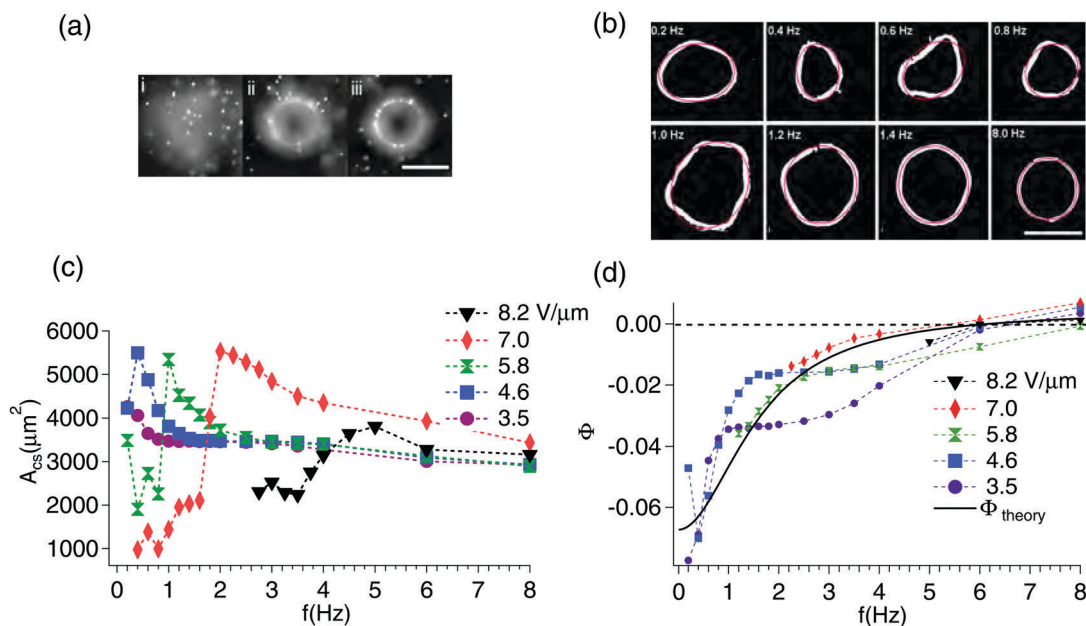 (a)
i
ii
iii
(b)
0.2 Hz
0.4 Hz
0.6 Hz
0.8 Hz
1.0 Hz
1.2 Hz
1.4 Hz
8.0 Hz
(c)
A_cs(μm²)
6000
5000
4000
3000
2000
1000
0 1 2 3 4 5 6 7 8
f(Hz)
8.2 V/μm
7.0
5.8
4.6
3.5
(d)
Φ
0.00
-0.02
-0.04
-0.06
0 1 2 3 4 5 6 7 8
f(Hz)
8.2 V/μm
7.0
5.8
4.6
3.5
Φ_theory